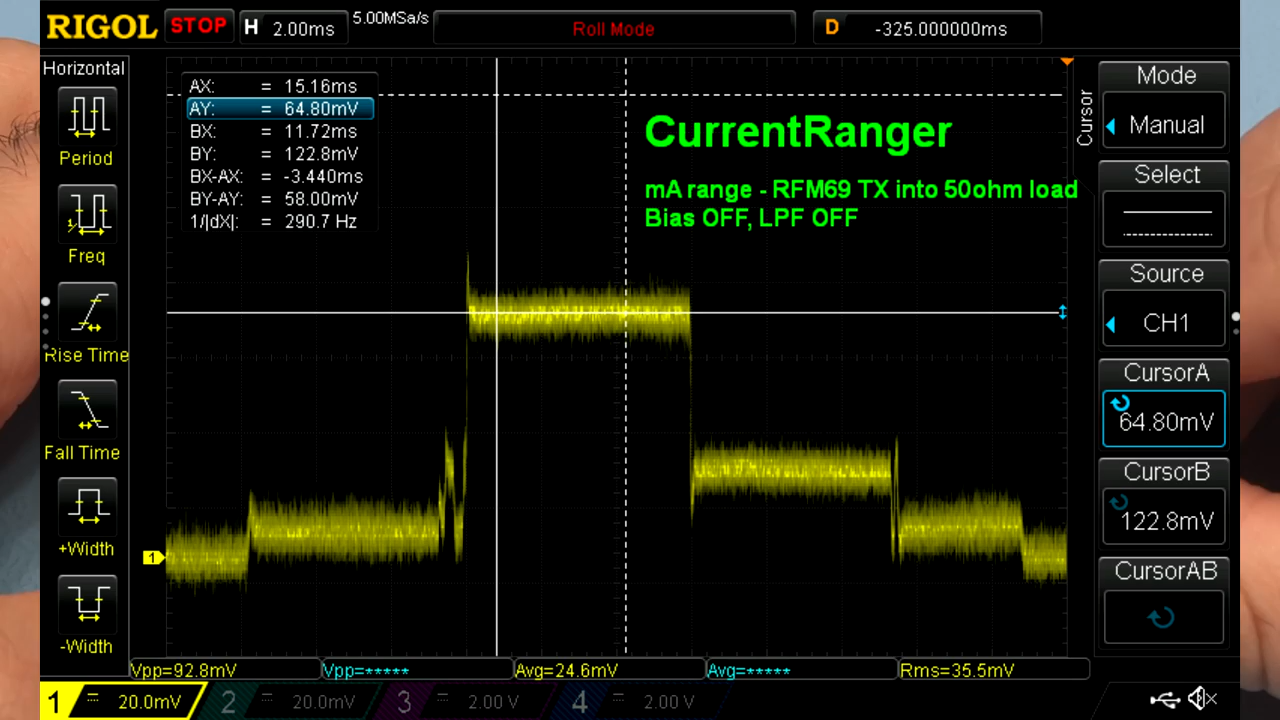 RIGOL STOP H 2.00ms 5.00MSa/s Roll Mode D -325.000000ms
Horizontal
Period
Freq
Rise Time
Fall Time
+Width
-Width
AX: = 15.16ms
AY: = 64.80mV
BX: = 11.72ms
BY: = 122.8mV
BX-AX: = -3.440ms
BY-AY: = 58.00mV
1/|dX|: = 290.7 Hz
CurrentRanger
mA range - RFM69 TX into 50ohm load
Bias OFF, LPF OFF
1
Cursor
Mode
Manual
Select
Source
CH1
CursorA
64.80mV
CursorB
122.8mV
CursorAB
Vpp=92.8mV Vpp=***** Avg=24.6mV Avg=***** Rms=35.5mV
1 = 20.0mV 2 = 20.0mV 3 = 2.00 V 4 = 2.00 V